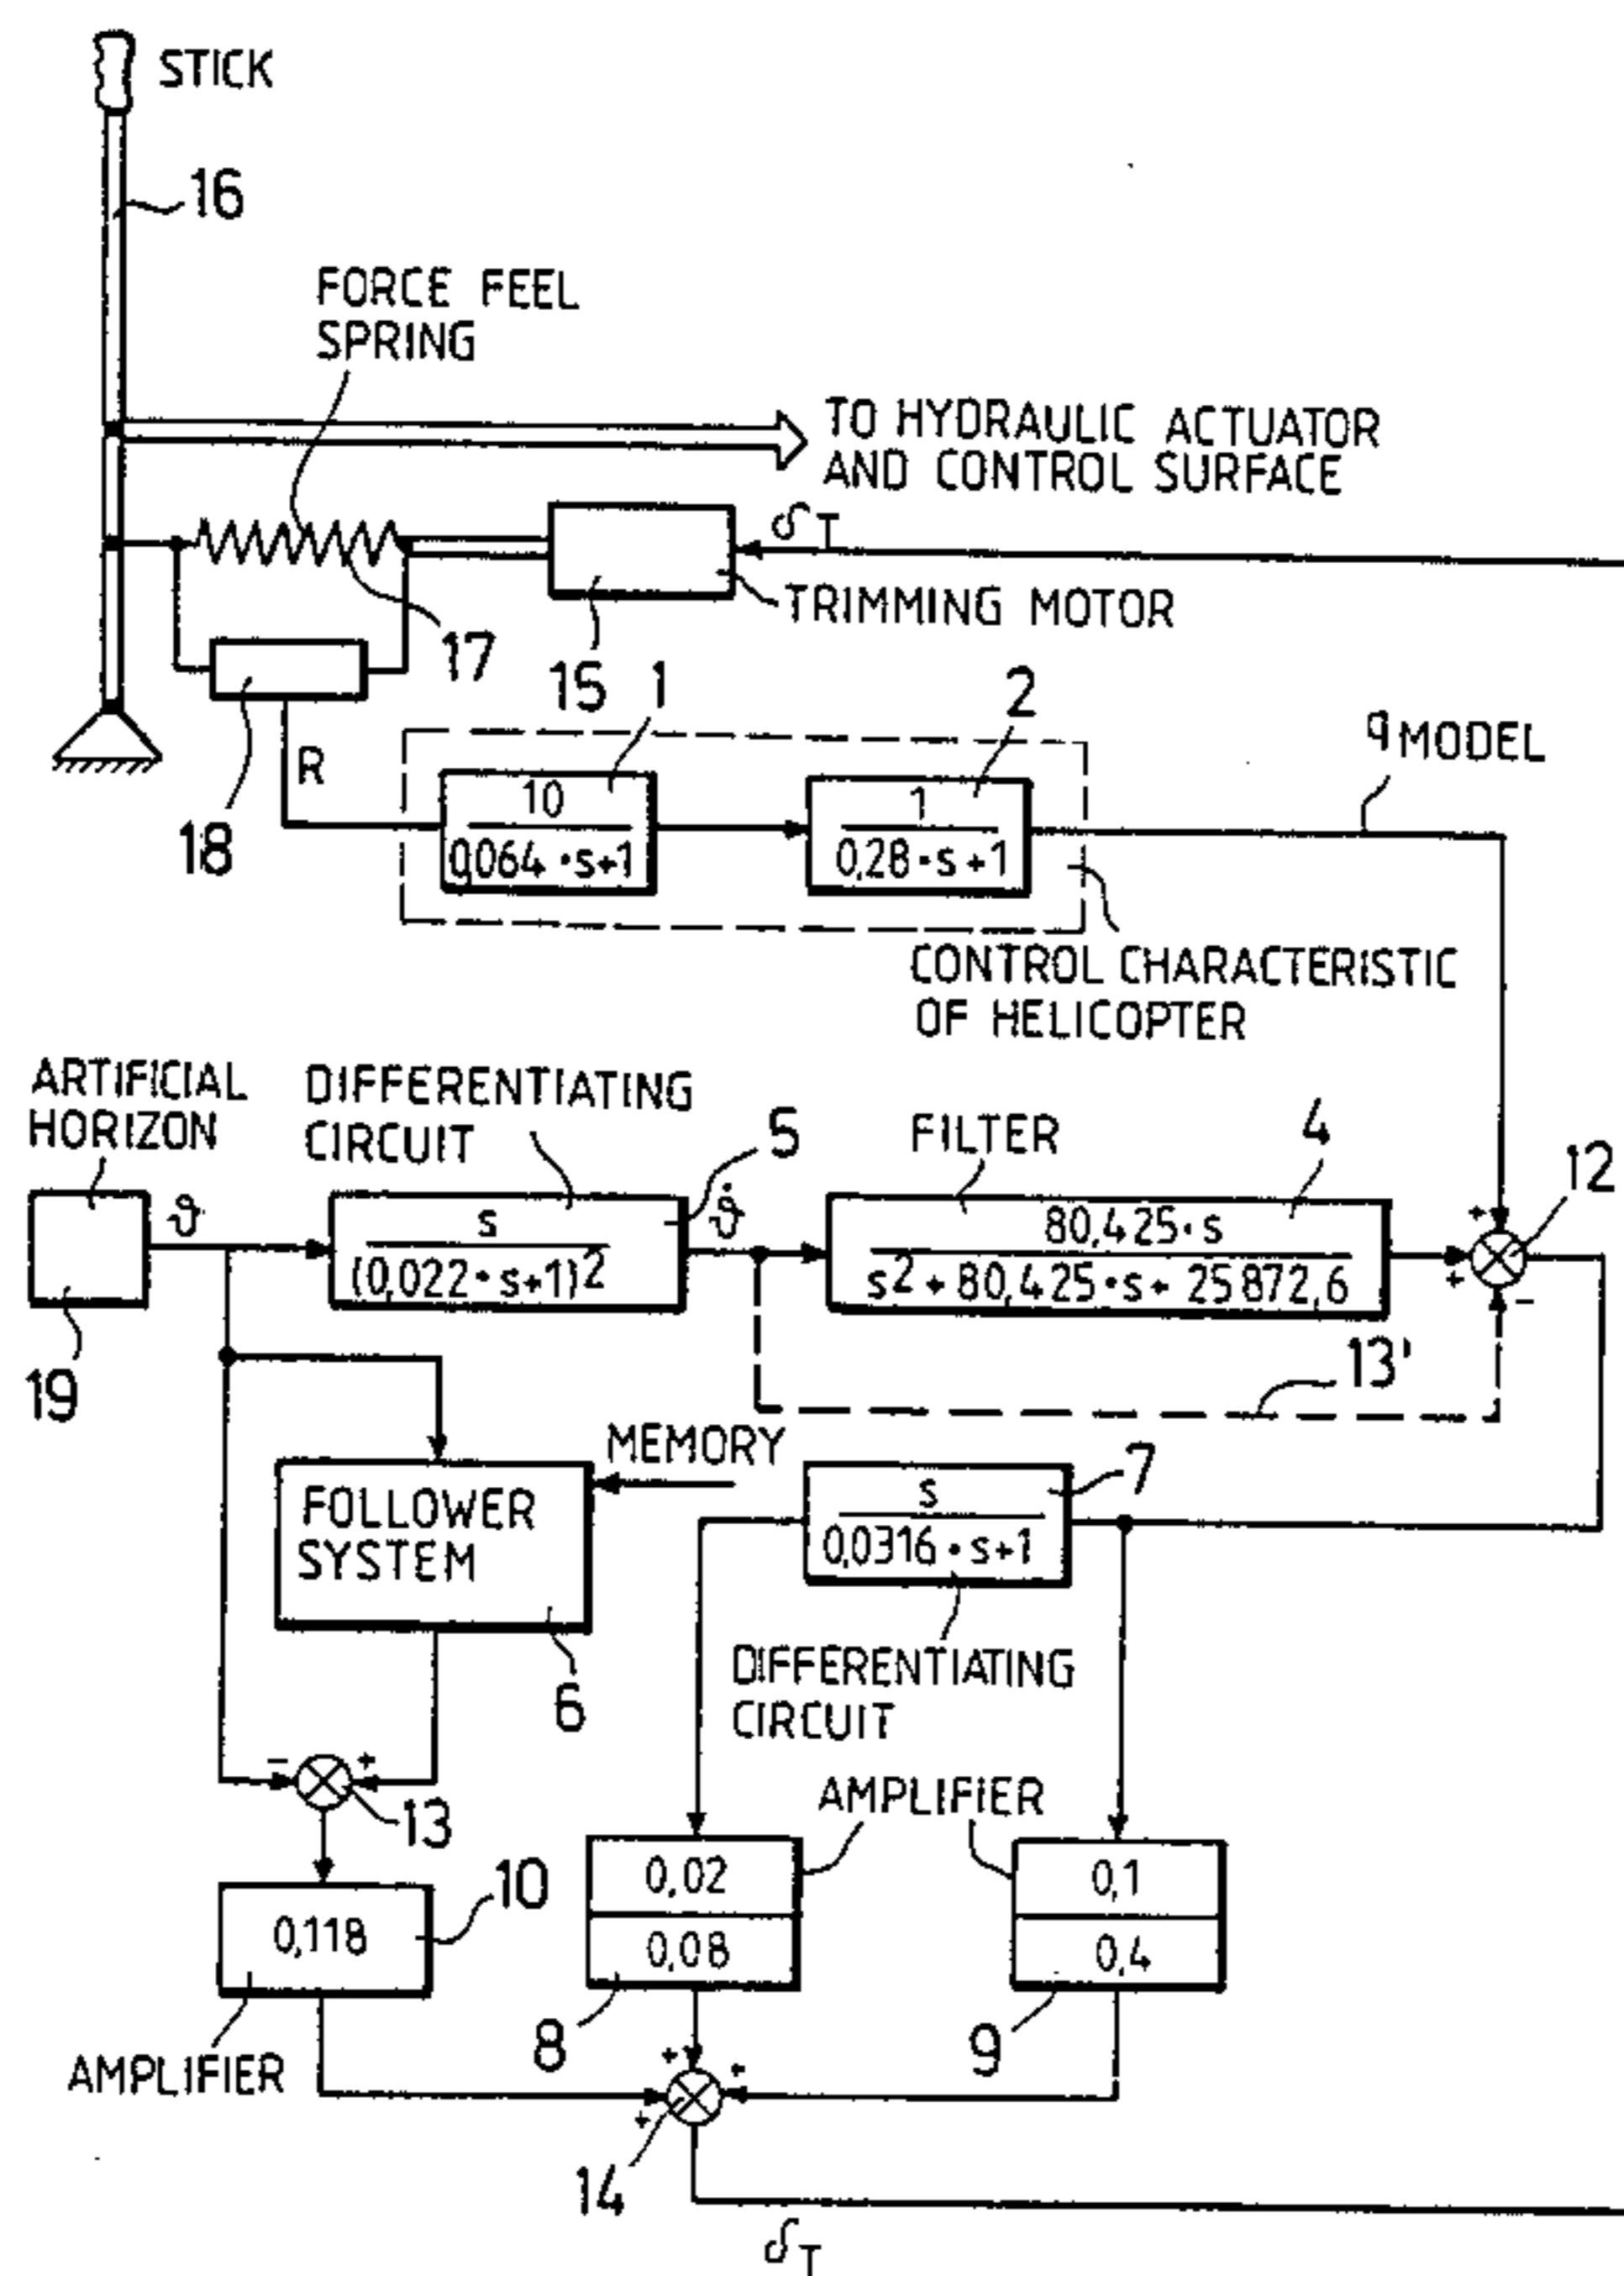 STICK
16
FORCE FEEL
SPRING
TO HYDRAULIC ACTUATOR
AND CONTROL SURFACE
δT
TRIMMING MOTOR
17
15
1
2
q MODEL
R
18
10
0,064 · s+1
1
0,28 · s +1
CONTROL CHARACTERISTIC
OF HELICOPTER
ARTIFICIAL
HORIZON
DIFFERENTIATING
CIRCUIT
5
FILTER
4
12
ϑ
s
(0,022 · s+1)²
ϑ̇
80,425 · s
s² + 80,425 · s + 25872,6
+
+
-
19
13'
MEMORY
7
FOLLOWER
SYSTEM
s
0,0316 · s+1
6
DIFFERENTIATING
CIRCUIT
-
+
13
AMPLIFIER
10
0,118
0,02
0,08
0,1
0,4
8
9
AMPLIFIER
+
+
+
14
δT